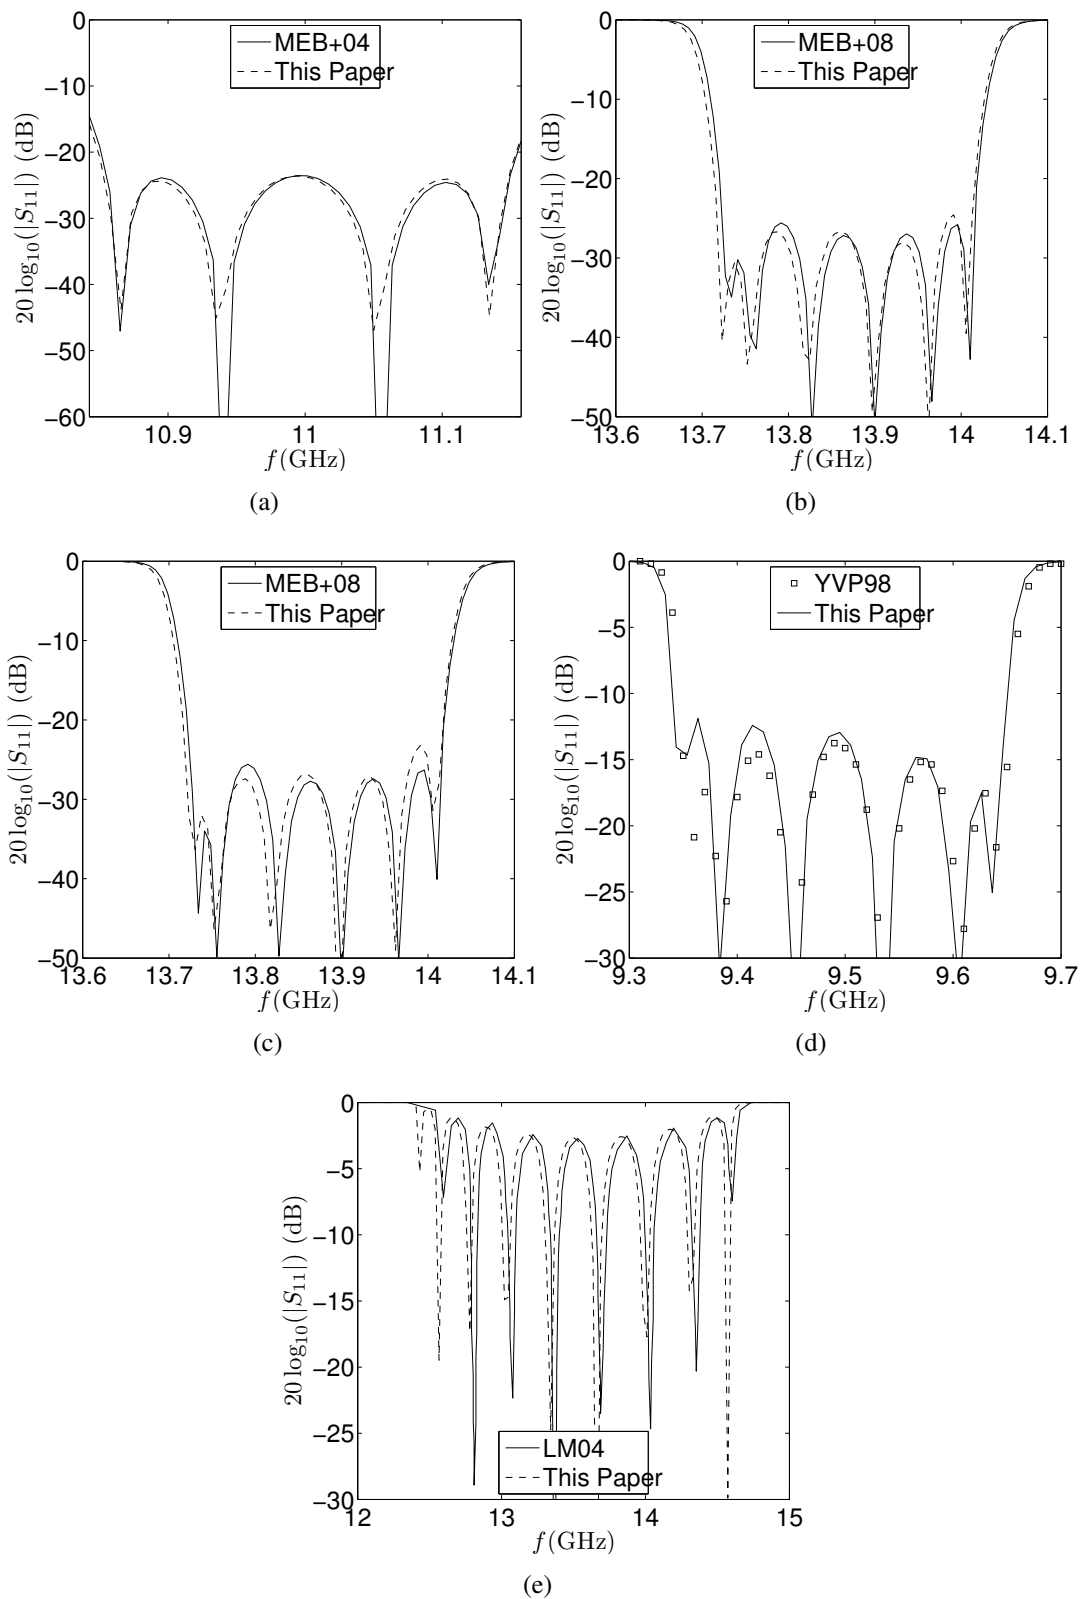 0
−10
−20
−30
−40
−50
−60
10.9 11 11.1
f(GHz)
20 log10(|S11|) (dB)
MEB+04
This Paper
(a)
0
−10
−20
−30
−40
−50
13.6 13.7 13.8 13.9 14 14.1
f(GHz)
20 log10(|S11|) (dB)
MEB+08
This Paper
(b)
0
−10
−20
−30
−40
−50
13.6 13.7 13.8 13.9 14 14.1
f(GHz)
20 log10(|S11|) (dB)
MEB+08
This Paper
(c)
0
−5
−10
−15
−20
−25
−30
9.3 9.4 9.5 9.6 9.7
f(GHz)
20 log10(|S11|) (dB)
YVP98
This Paper
(d)
0
−5
−10
−15
−20
−25
−30
12 13 14 15
f(GHz)
20 log10(|S11|) (dB)
LM04
This Paper
(e)